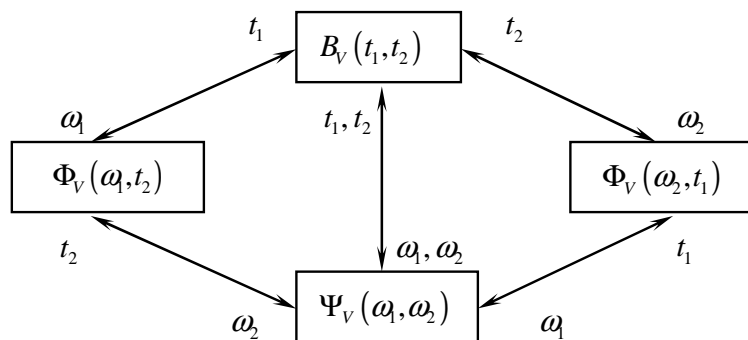 t₁ B_V(t₁,t₂) t₂
ω₁ t₁,t₂ ω₂
Φ_V(ω₁,t₂) Φ_V(ω₂,t₁)
t₂ ω₁,ω₂ t₁
ω₂ Ψ_V(ω₁,ω₂) ω₁